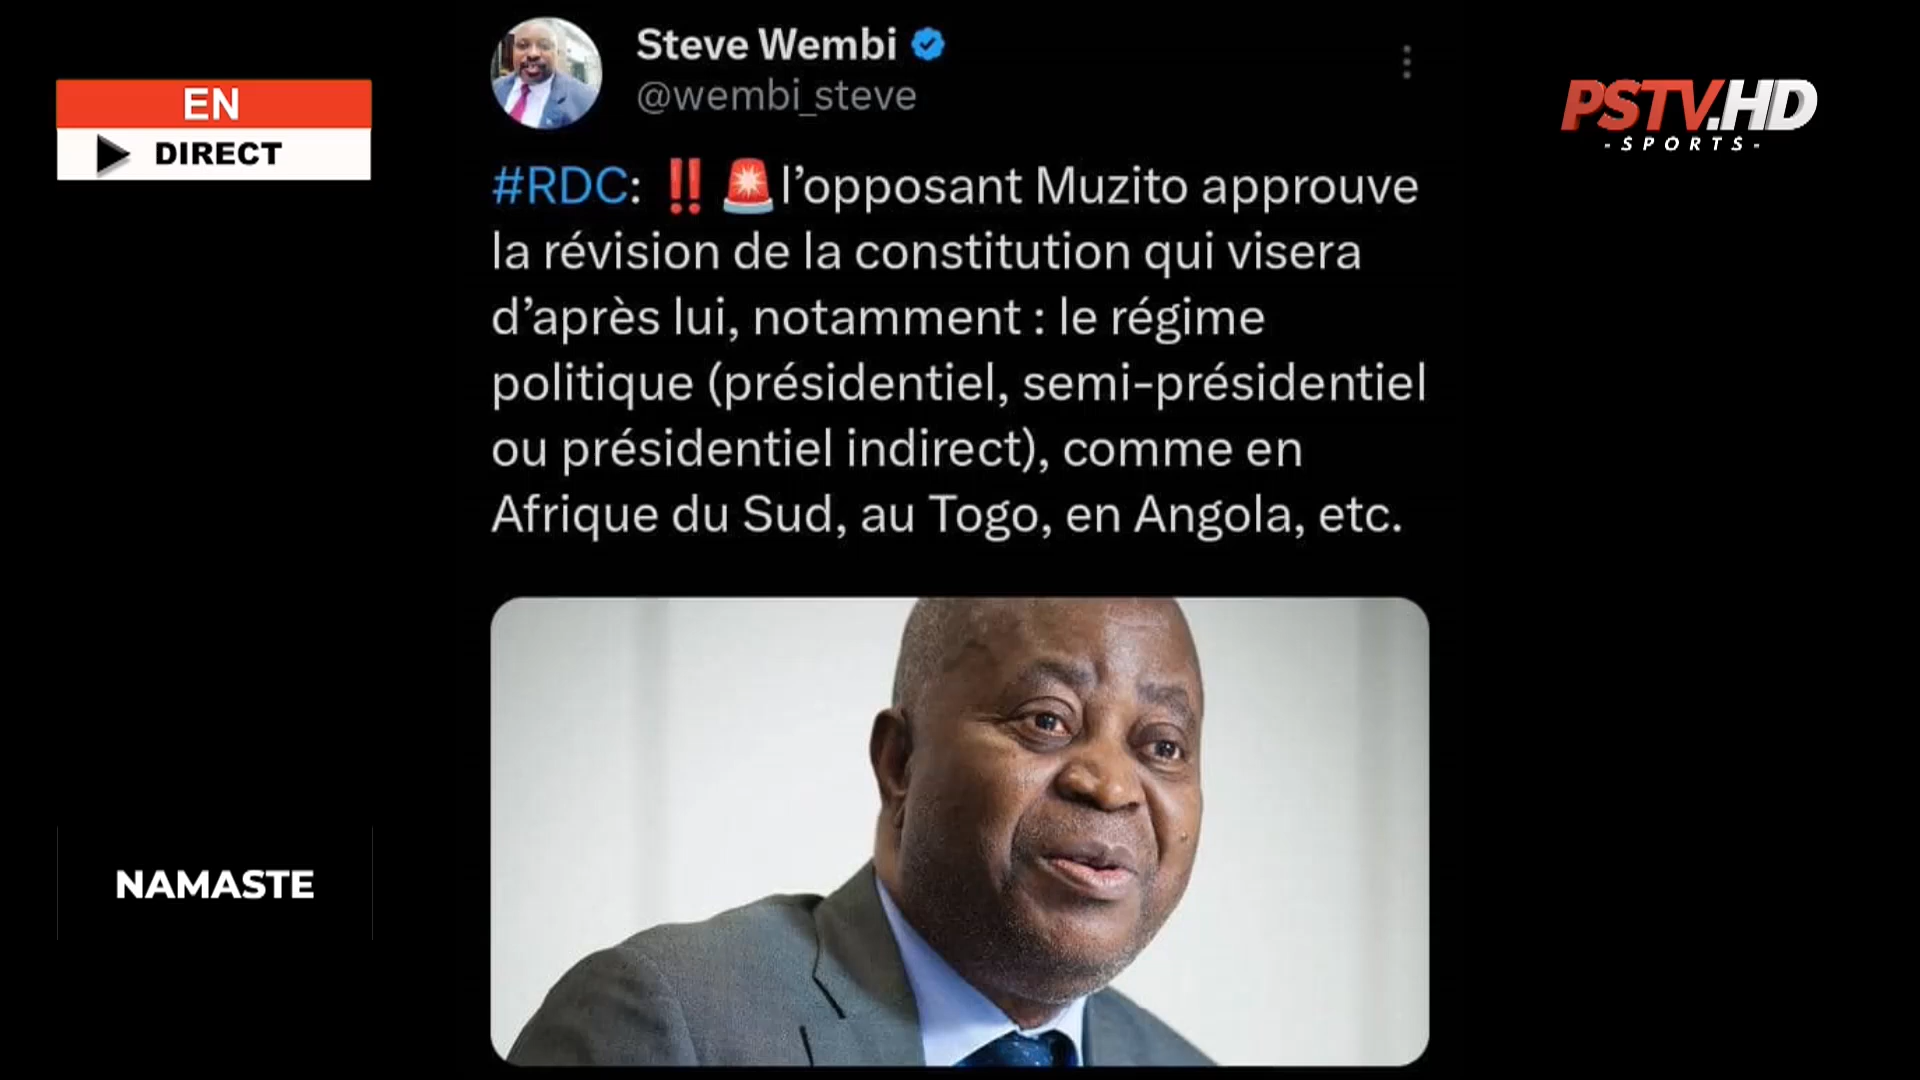 EN
DIRECT
Steve Wembi
@wembi_steve
PSTV.HD
-SPORTS-
#RDC: ‼️ 🚨l’opposant Muzito approuve
la révision de la constitution qui visera
d’après lui, notamment : le régime
politique (présidentiel, semi-présidentiel
ou présidentiel indirect), comme en
Afrique du Sud, au Togo, en Angola, etc.
NAMASTE